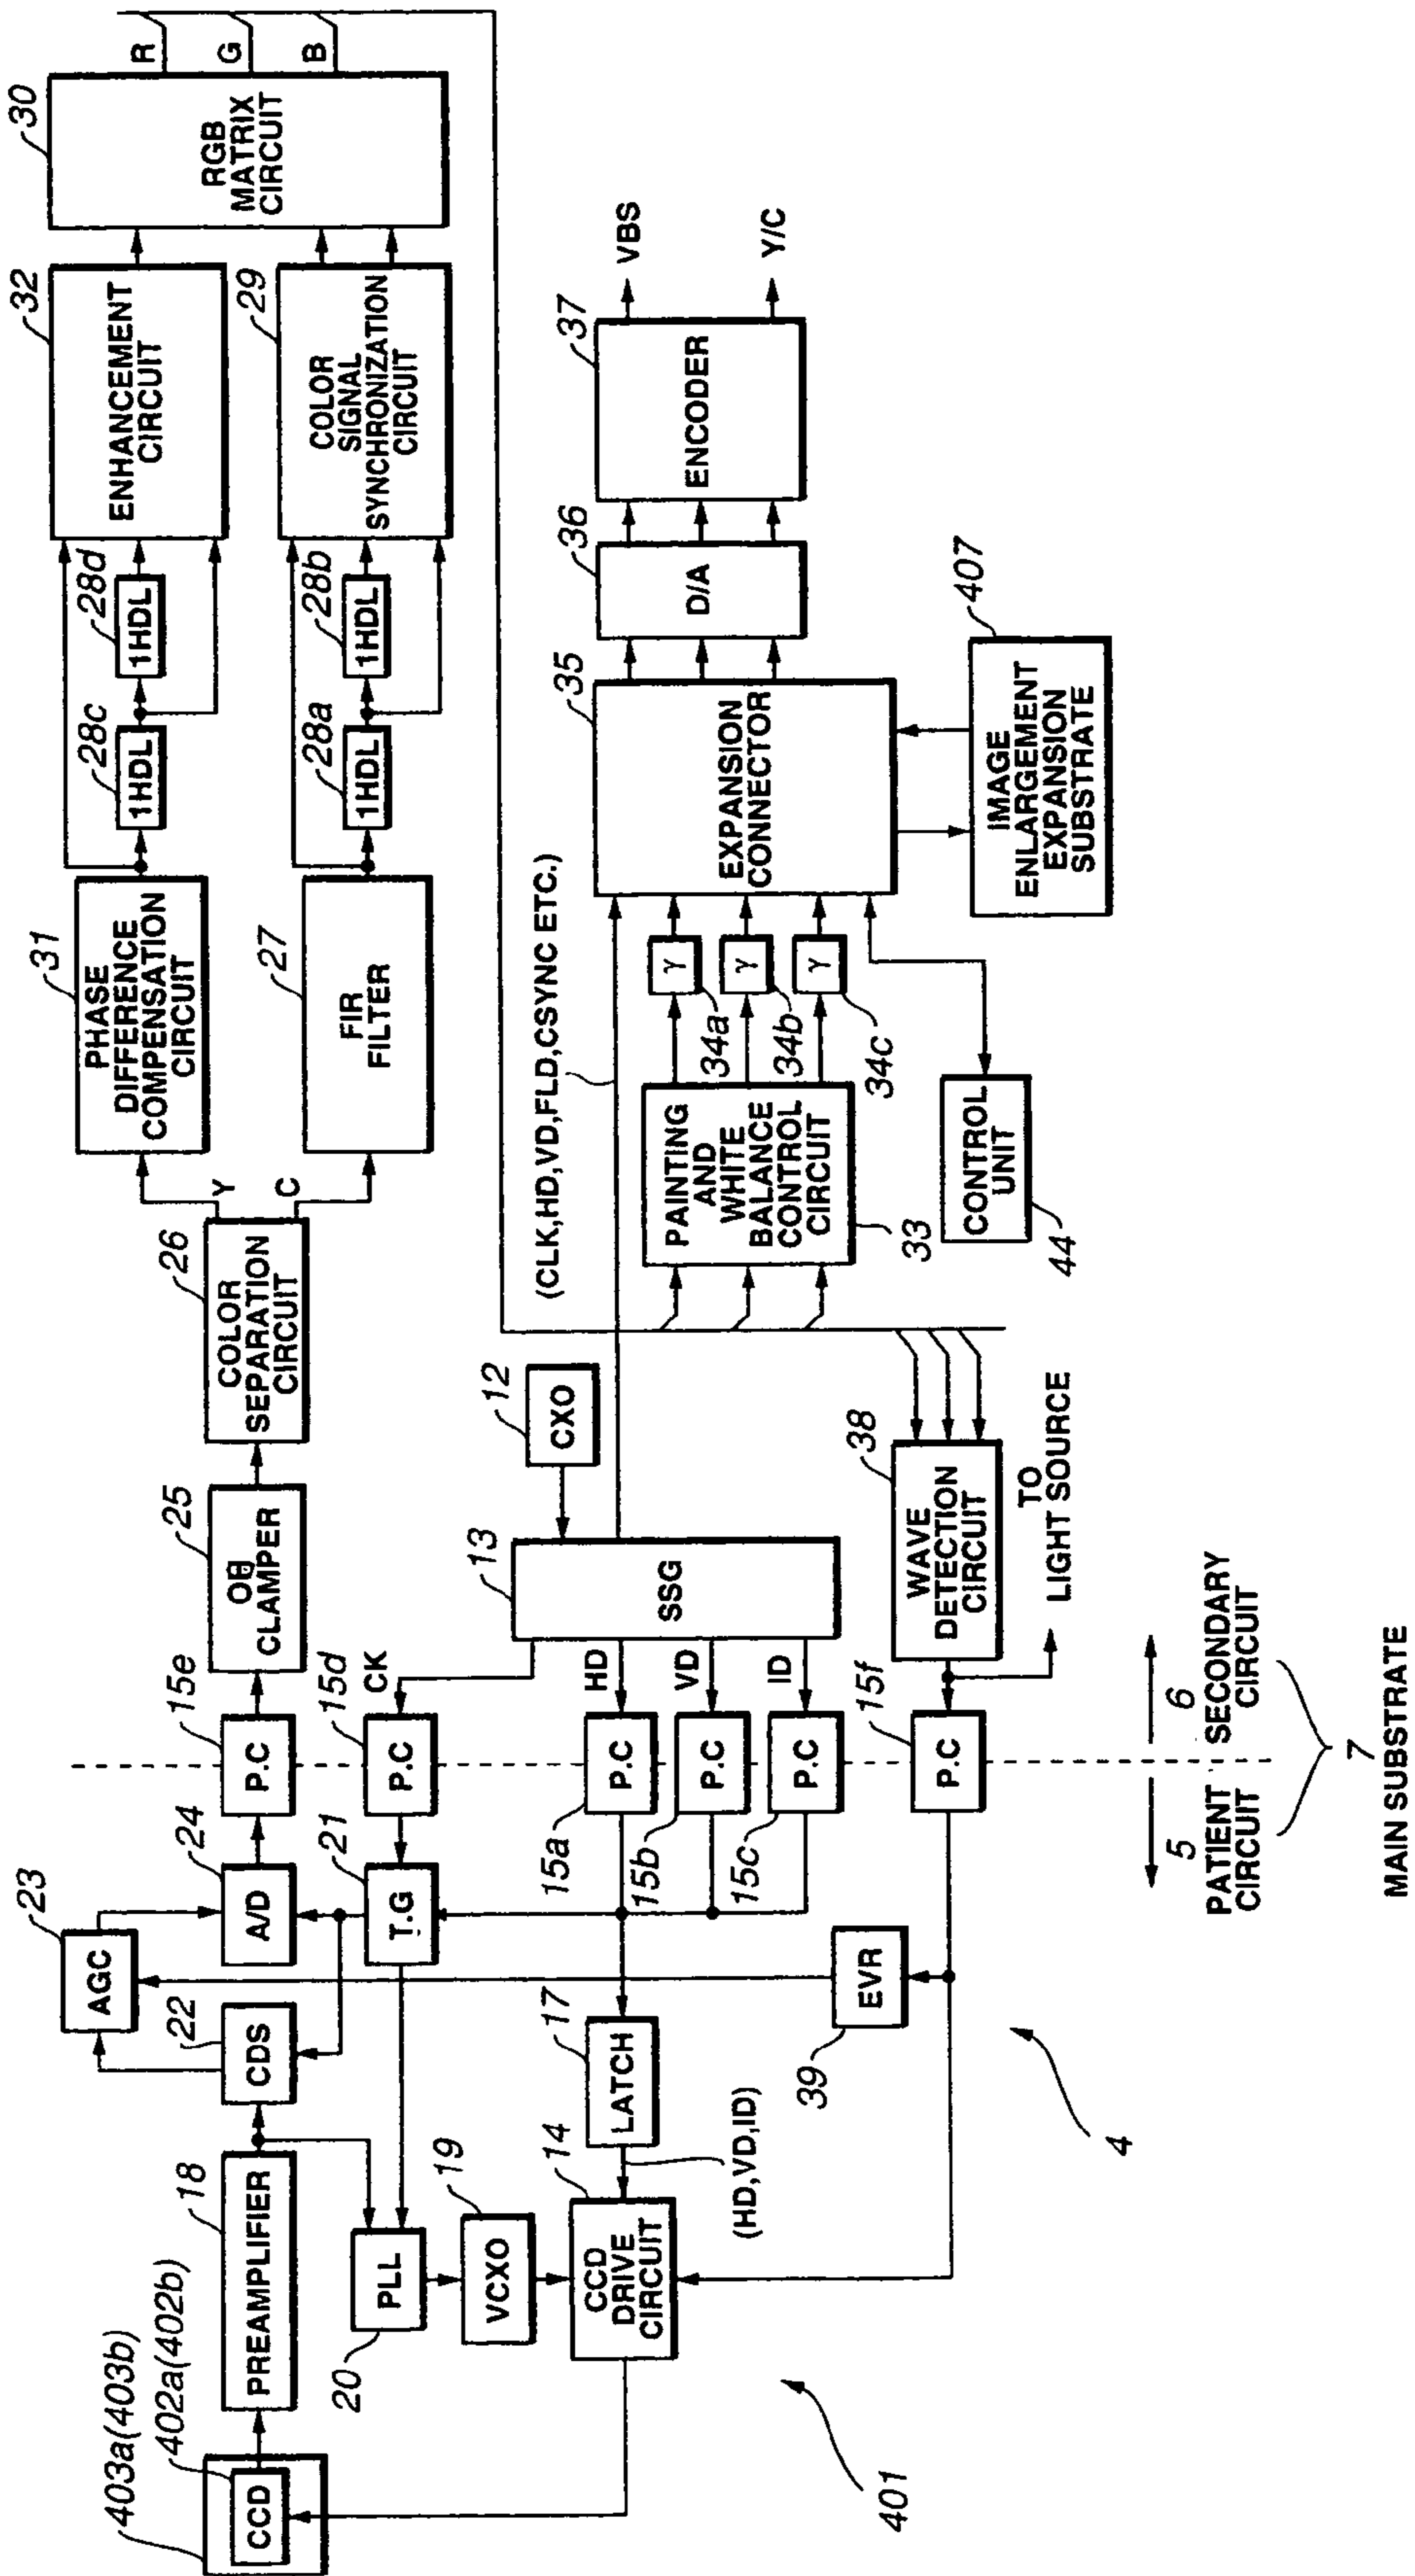 403a(403b)
402a(402b)
CCD
18
PREAMPLIFIER
22
CDS
23
AGC
24
A/D
15e
P.C
25
OB
CLAMPER
26
COLOR
SEPARATION
CIRCUIT
Y
C
31
PHASE
DIFFERENCE
COMPENSATION
CIRCUIT
27
FIR
FILTER
28c
1HDL
28d
1HDL
28a
1HDL
28b
1HDL
32
ENHANCEMENT
CIRCUIT
29
COLOR
SIGNAL
SYNCHRONIZATION
CIRCUIT
30
RGB
MATRIX
CIRCUIT
R
G
B
20
PLL
19
VCXO
14
CCD
DRIVE
CIRCUIT
17
LATCH
(HD,VD,ID)
21
T.G
15d
P.C
CK
15a
P.C
HD
15b
P.C
VD
15c
P.C
ID
13
SSG
12
CXO
(CLK,HD,VD,FLD,CSYNC ETC.)
39
EVR
15f
P.C
38
WAVE
DETECTION
CIRCUIT
TO
LIGHT SOURCE
PAINTING
AND
WHITE
BALANCE
CONTROL
CIRCUIT
33
γ
34a
γ
34b
γ
34c
CONTROL
UNIT
44
35
EXPANSION
CONNECTOR
36
D/A
37
ENCODER
VBS
Y/C
407
IMAGE
ENLARGEMENT
EXPANSION
SUBSTRATE
401
4
5
PATIENT
CIRCUIT
6
SECONDARY
CIRCUIT
7
MAIN SUBSTRATE